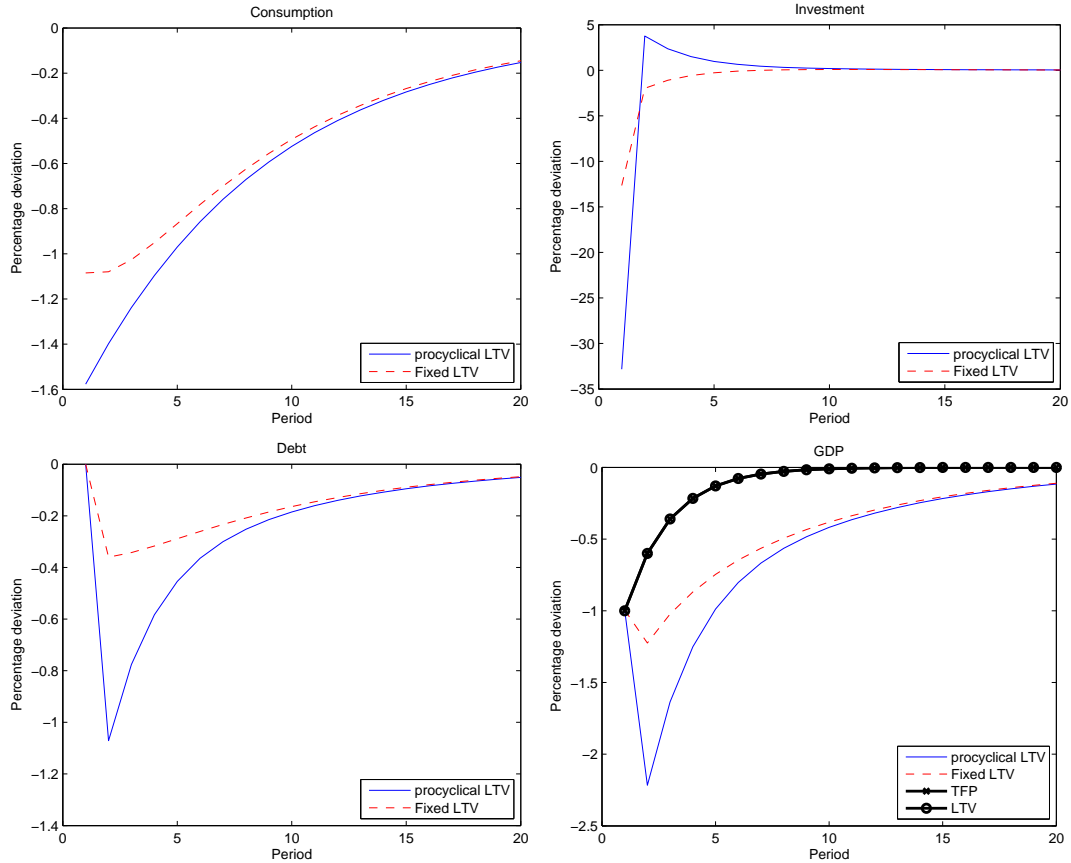 Consumption
0
−0.2
−0.4
−0.6
−0.8
−1
−1.2
−1.4
−1.6
Percentage deviation
0 5 10 15 20
Period
procyclical LTV
Fixed LTV
Investment
5
0
−5
−10
−15
−20
−25
−30
−35
Percentage deviation
0 5 10 15 20
Period
procyclical LTV
Fixed LTV
Debt
0
−0.2
−0.4
−0.6
−0.8
−1
−1.2
−1.4
Percentage deviation
0 5 10 15 20
Period
procyclical LTV
Fixed LTV
GDP
0
−0.5
−1
−1.5
−2
−2.5
Percentage deviation
0 5 10 15 20
Period
procyclical LTV
Fixed LTV
TFP
LTV